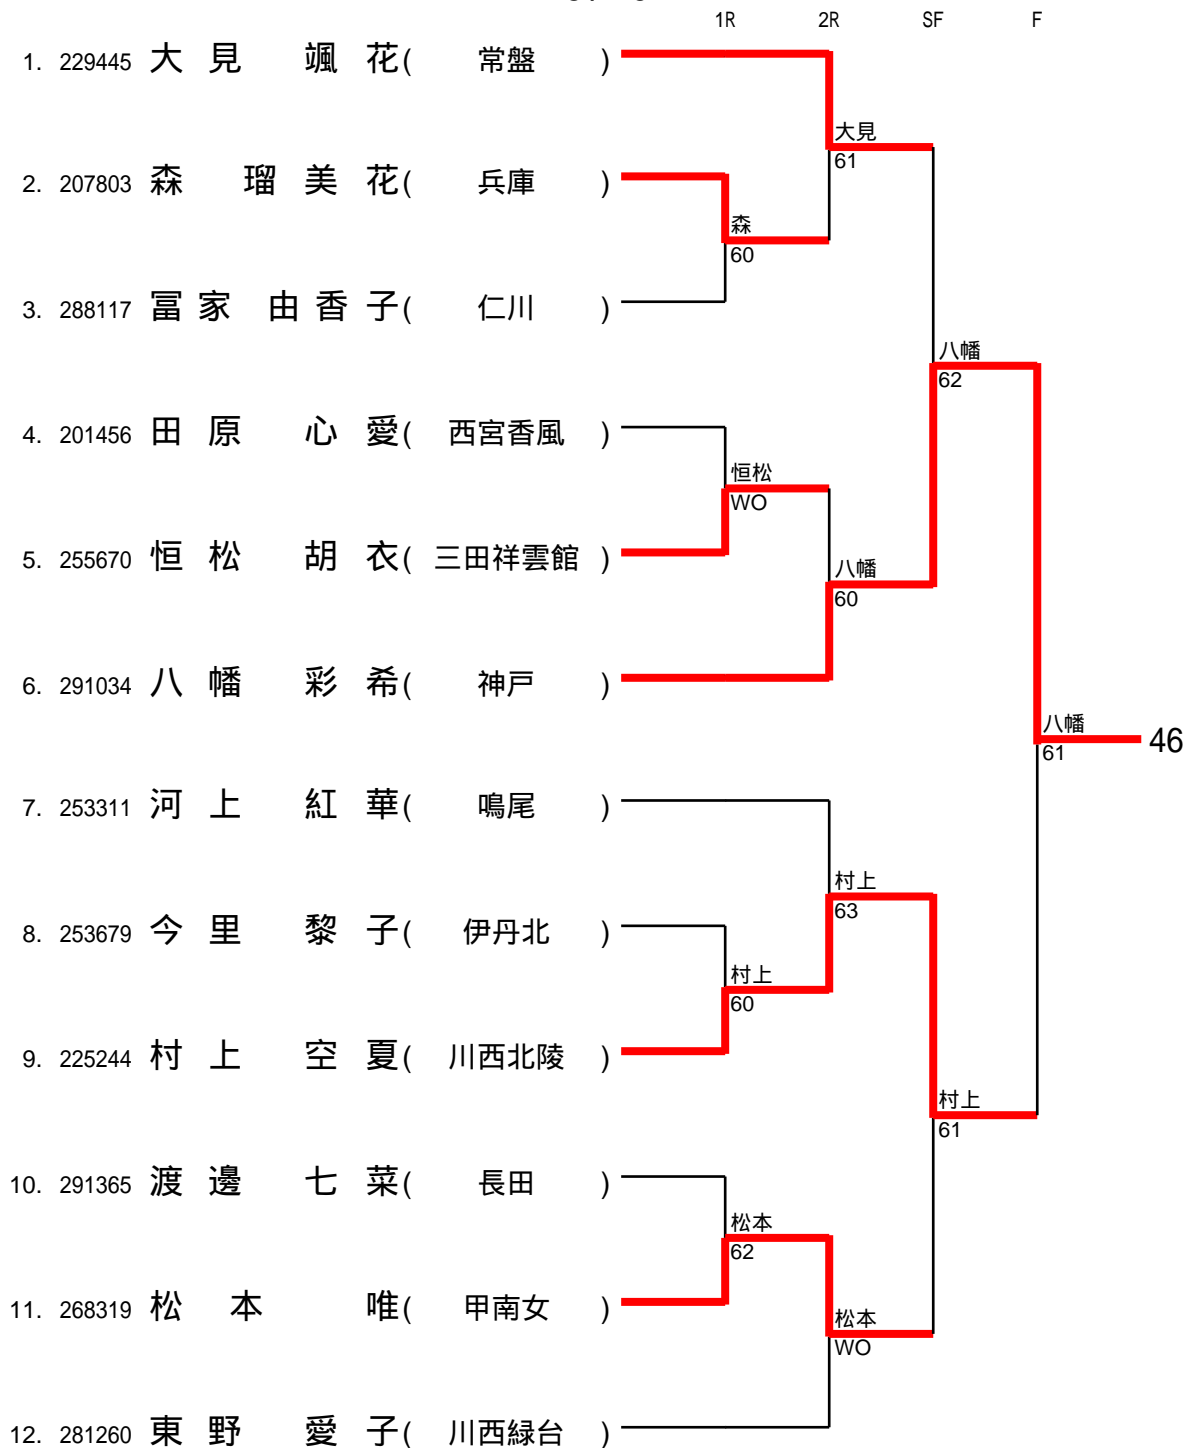 1R 2R SF F
1. 229445 大見 颯花( 常盤 )
大見
61
2. 207803 森 瑠美花( 兵庫 )
森
60
3. 288117 冨家 由香子( 仁川 )
八幡
62
4. 201456 田原 心愛( 西宮香風 )
恒松
WO
5. 255670 恒松 胡衣( 三田祥雲館 )
八幡
60
6. 291034 八幡 彩希( 神戸 )
八幡
61
46
7. 253311 河上 紅華( 鳴尾 )
村上
63
8. 253679 今里 黎子( 伊丹北 )
村上
60
9. 225244 村上 空夏( 川西北陵 )
村上
61
10. 291365 渡邊 七菜( 長田 )
松本
62
11. 268319 松本 唯( 甲南女 )
松本
WO
12. 281260 東野 愛子( 川西緑台 )